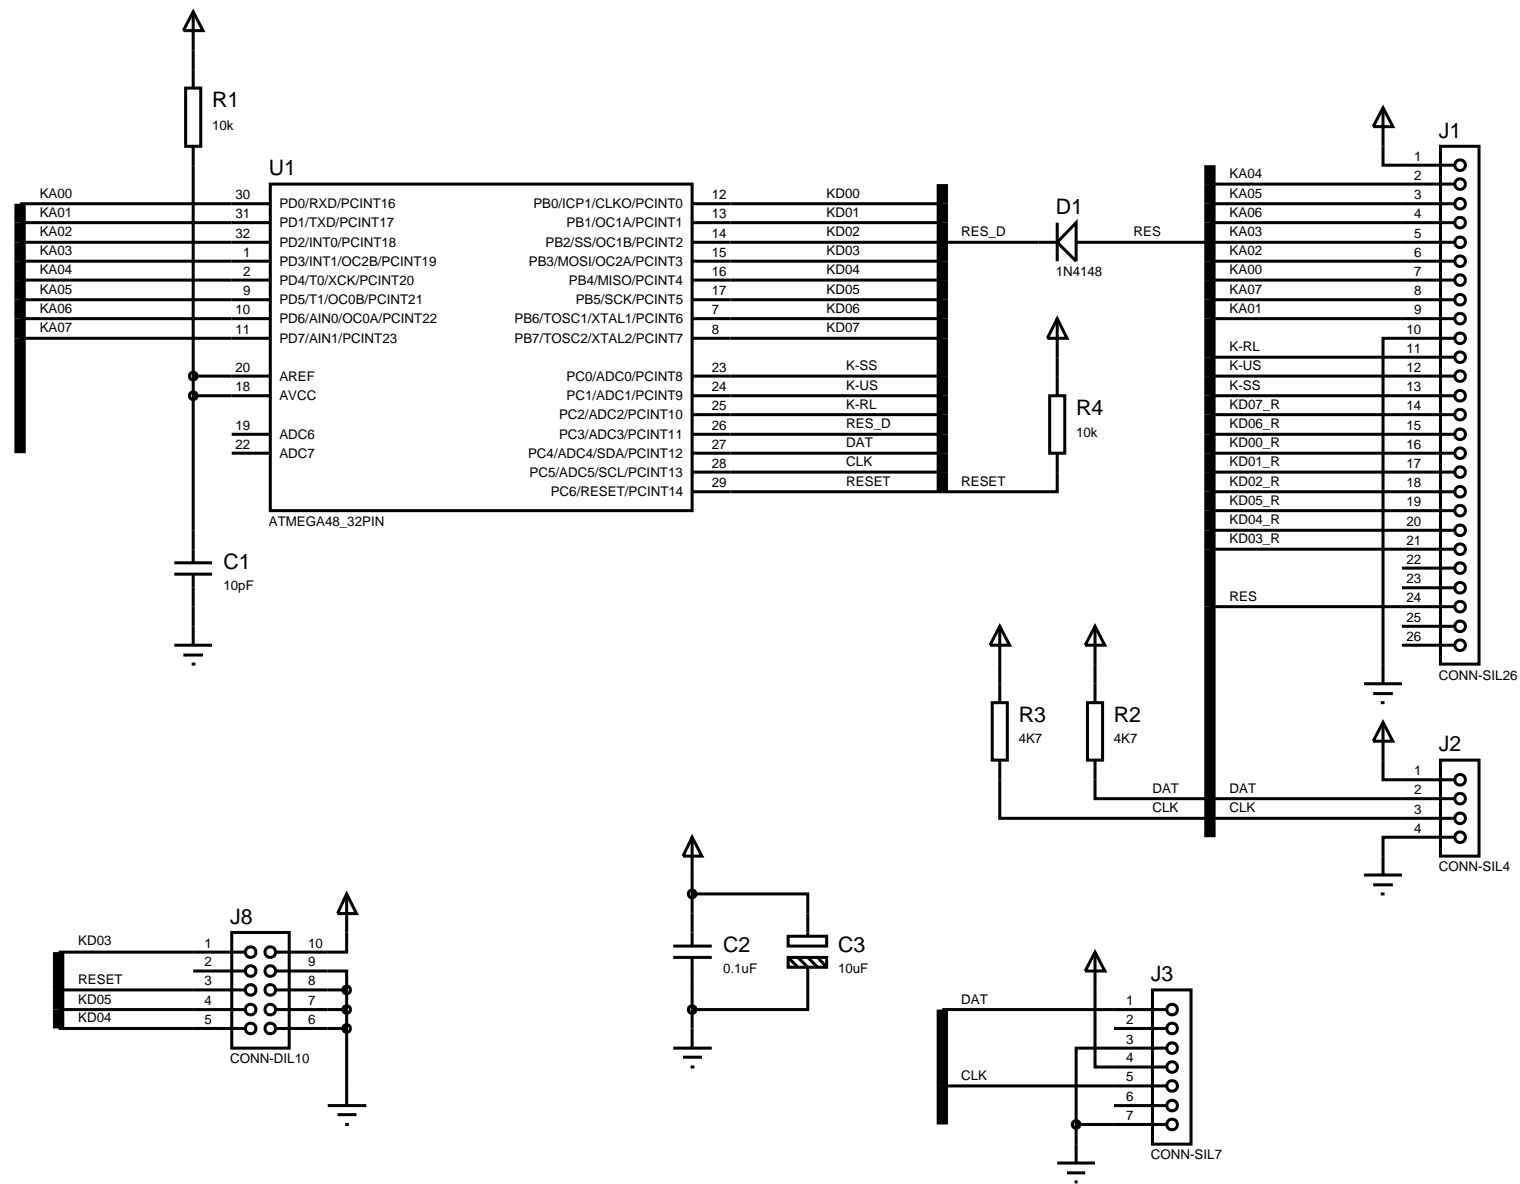 R1
10k
U1
KA00 30 PD0/RXD/PCINT16 PB0/ICP1/CLKO/PCINT0 12 KD00
KA01 31 PD1/TXD/PCINT17 PB1/OC1A/PCINT1 13 KD01
KA02 32 PD2/INT0/PCINT18 PB2/SS/OC1B/PCINT2 14 KD02
KA03 1 PD3/INT1/OC2B/PCINT19 PB3/MOSI/OC2A/PCINT3 15 KD03
KA04 2 PD4/T0/XCK/PCINT20 PB4/MISO/PCINT4 16 KD04
KA05 9 PD5/T1/OC0B/PCINT21 PB5/SCK/PCINT5 17 KD05
KA06 10 PD6/AIN0/OC0A/PCINT22 PB6/TOSC1/XTAL1/PCINT6 7 KD06
KA07 11 PD7/AIN1/PCINT23 PB7/TOSC2/XTAL2/PCINT7 8 KD07
20 AREF PC0/ADC0/PCINT8 23 K-SS
18 AVCC PC1/ADC1/PCINT9 24 K-US
PC2/ADC2/PCINT10 25 K-RL
19 ADC6 PC3/ADC3/PCINT11 26 RES_D
22 ADC7 PC4/ADC4/SDA/PCINT12 27 DAT
PC5/ADC5/SCL/PCINT13 28 CLK
PC6/RESET/PCINT14 29 RESET
ATMEGA48_32PIN
C1
10pF
D1
RES_D RES
1N4148
R4
10k
RESET
J1
1
KA04 2
KA05 3
KA06 4
KA03 5
KA02 6
KA00 7
KA07 8
KA01 9
10
K-RL 11
K-US 12
K-SS 13
KD07_R 14
KD06_R 15
KD00_R 16
KD01_R 17
KD02_R 18
KD05_R 19
KD04_R 20
KD03_R 21
22
23
RES 24
25
26
CONN-SIL26
R3
4K7
R2
4K7
J2
1
DAT DAT 2
CLK CLK 3
4
CONN-SIL4
J8
KD03 1 10
2 9
RESET 3 8
KD05 4 7
KD04 5 6
CONN-DIL10
C2
0.1uF
C3
10uF
J3
DAT 1
2
3
4
CLK 5
6
7
CONN-SIL7